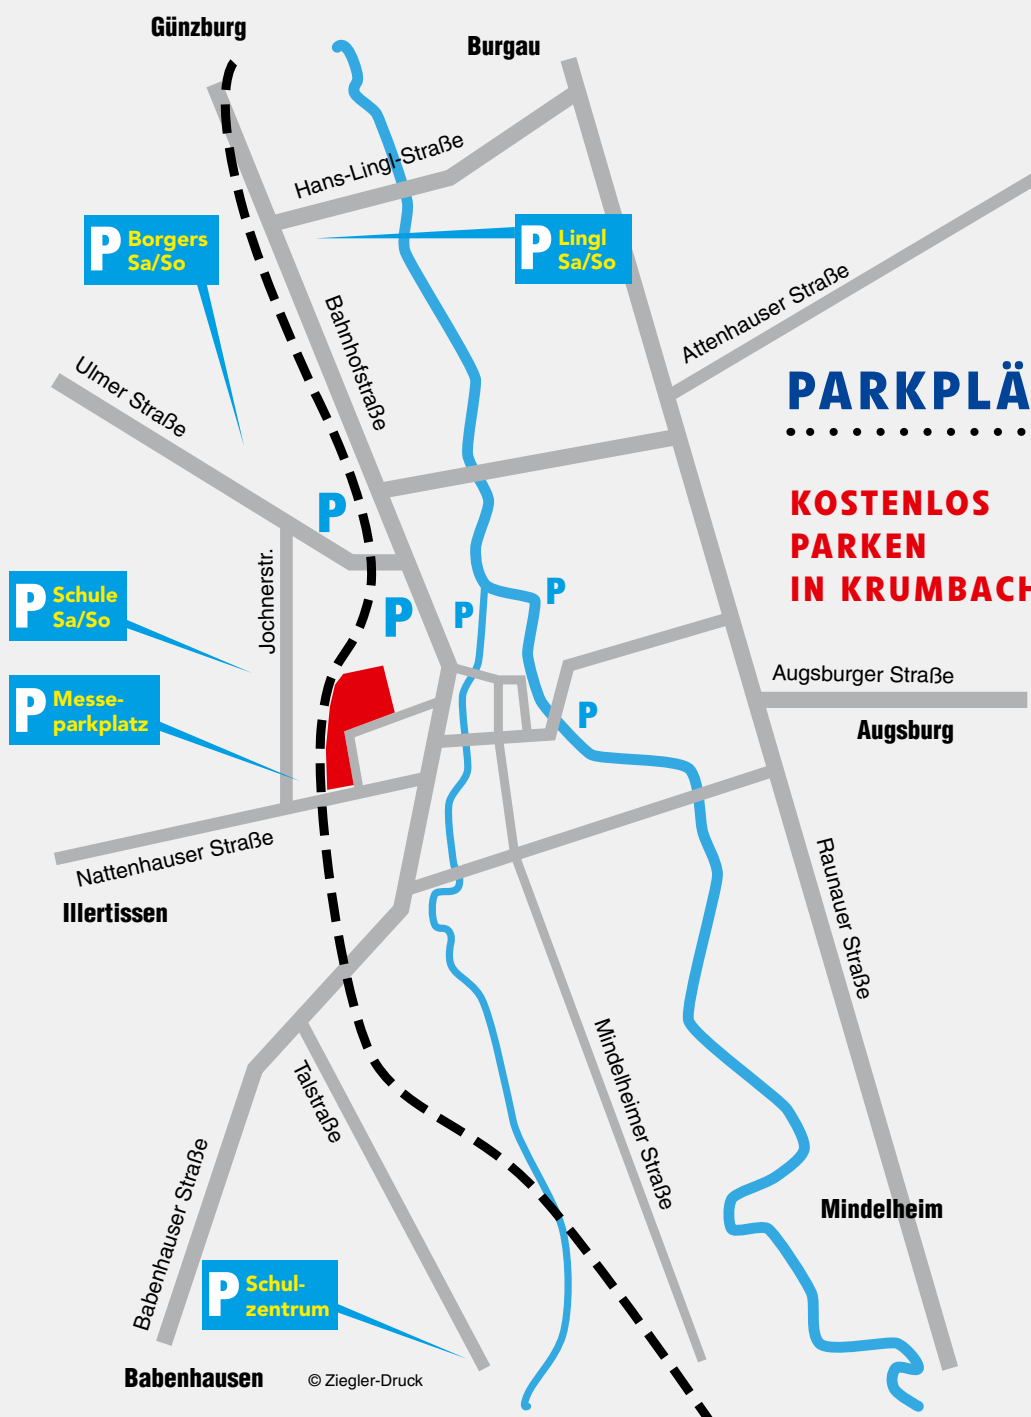 Günzburg
Burgau
Hans-Lingl-Straße
P Borgers
Sa/So
P Lingl
Sa/So
Attenhauser Straße
Bahnhofstraße
Ulmer Straße
PARKPLÄ
P
KOSTENLOS
PARKEN
IN KRUMBACH
Jochnerstr.
P Schule
Sa/So
P
P
P
P Messe-
parkplatz
Augsburger Straße
P
Augsburg
Nattenhauser Straße
Illertissen
Raunauer Straße
Mindelheimer Straße
Talstraße
Babenhauser Straße
Mindelheim
P Schul-
zentrum
Babenhausen
© Ziegler-Druck